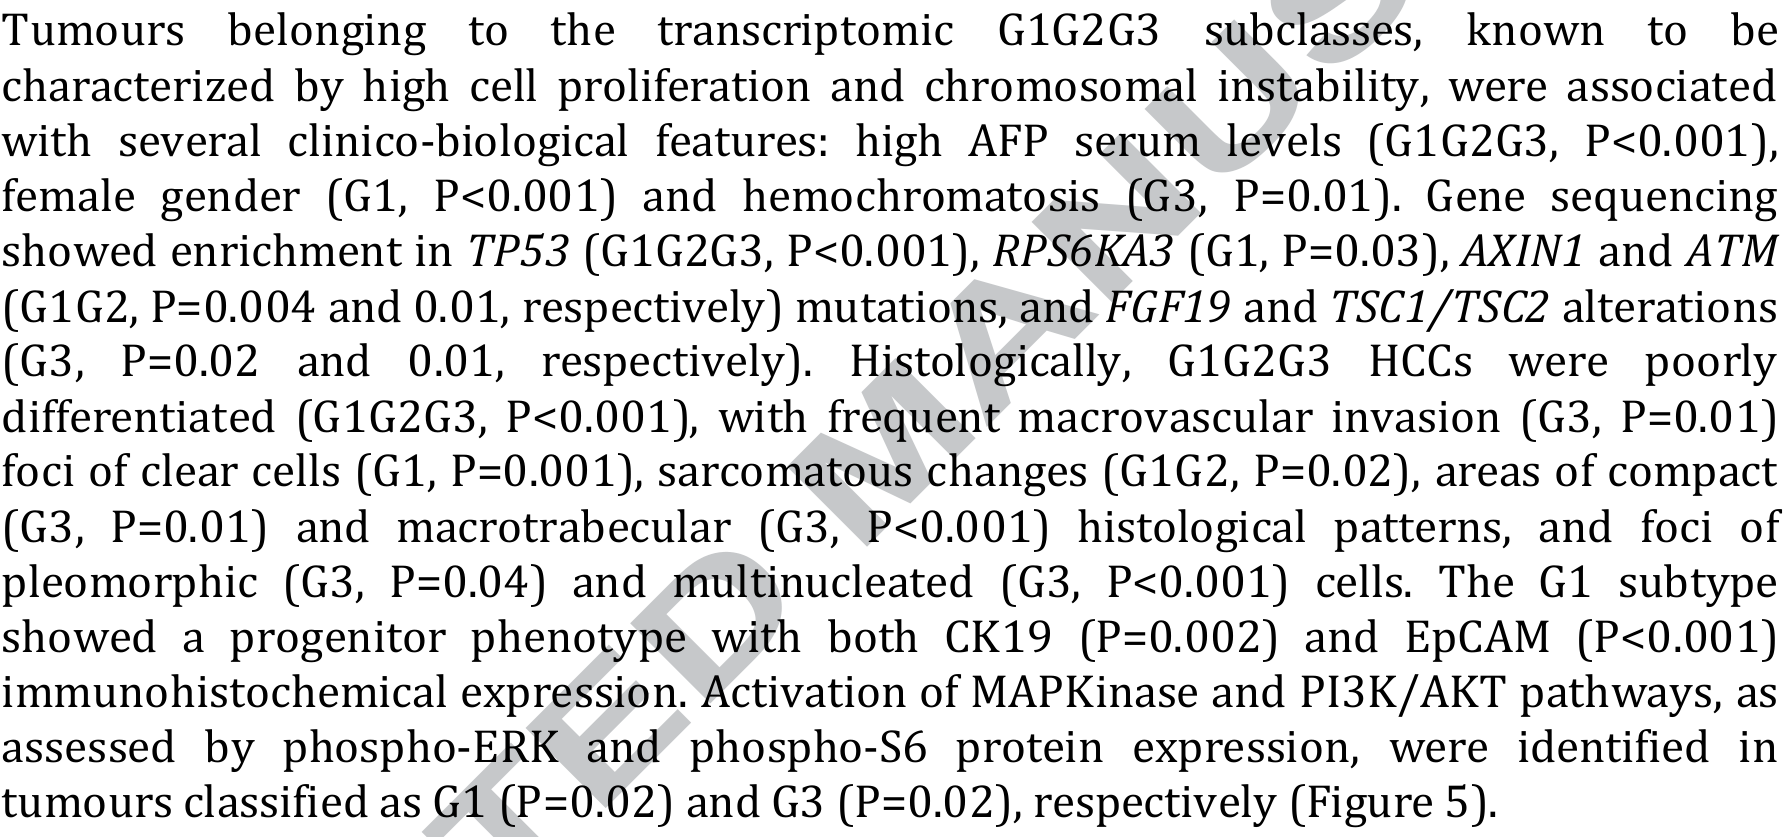 Tumours belonging to the transcriptomic G1G2G3 subclasses, known to be
characterized by high cell proliferation and chromosomal instability, were associated
with several clinico-biological features: high AFP serum levels (G1G2G3, P<0.001),
female gender (G1, P<0.001) and hemochromatosis (G3, P=0.01). Gene sequencing
showed enrichment in TP53 (G1G2G3, P<0.001), RPS6KA3 (G1, P=0.03), AXIN1 and ATM
(G1G2, P=0.004 and 0.01, respectively) mutations, and FGF19 and TSC1/TSC2 alterations
(G3, P=0.02 and 0.01, respectively). Histologically, G1G2G3 HCCs were poorly
differentiated (G1G2G3, P<0.001), with frequent macrovascular invasion (G3, P=0.01)
foci of clear cells (G1, P=0.001), sarcomatous changes (G1G2, P=0.02), areas of compact
(G3, P=0.01) and macrotrabecular (G3, P<0.001) histological patterns, and foci of
pleomorphic (G3, P=0.04) and multinucleated (G3, P<0.001) cells. The G1 subtype
showed a progenitor phenotype with both CK19 (P=0.002) and EpCAM (P<0.001)
immunohistochemical expression. Activation of MAPKinase and PI3K/AKT pathways, as
assessed by phospho-ERK and phospho-S6 protein expression, were identified in
tumours classified as G1 (P=0.02) and G3 (P=0.02), respectively (Figure 5).
TED MANUS